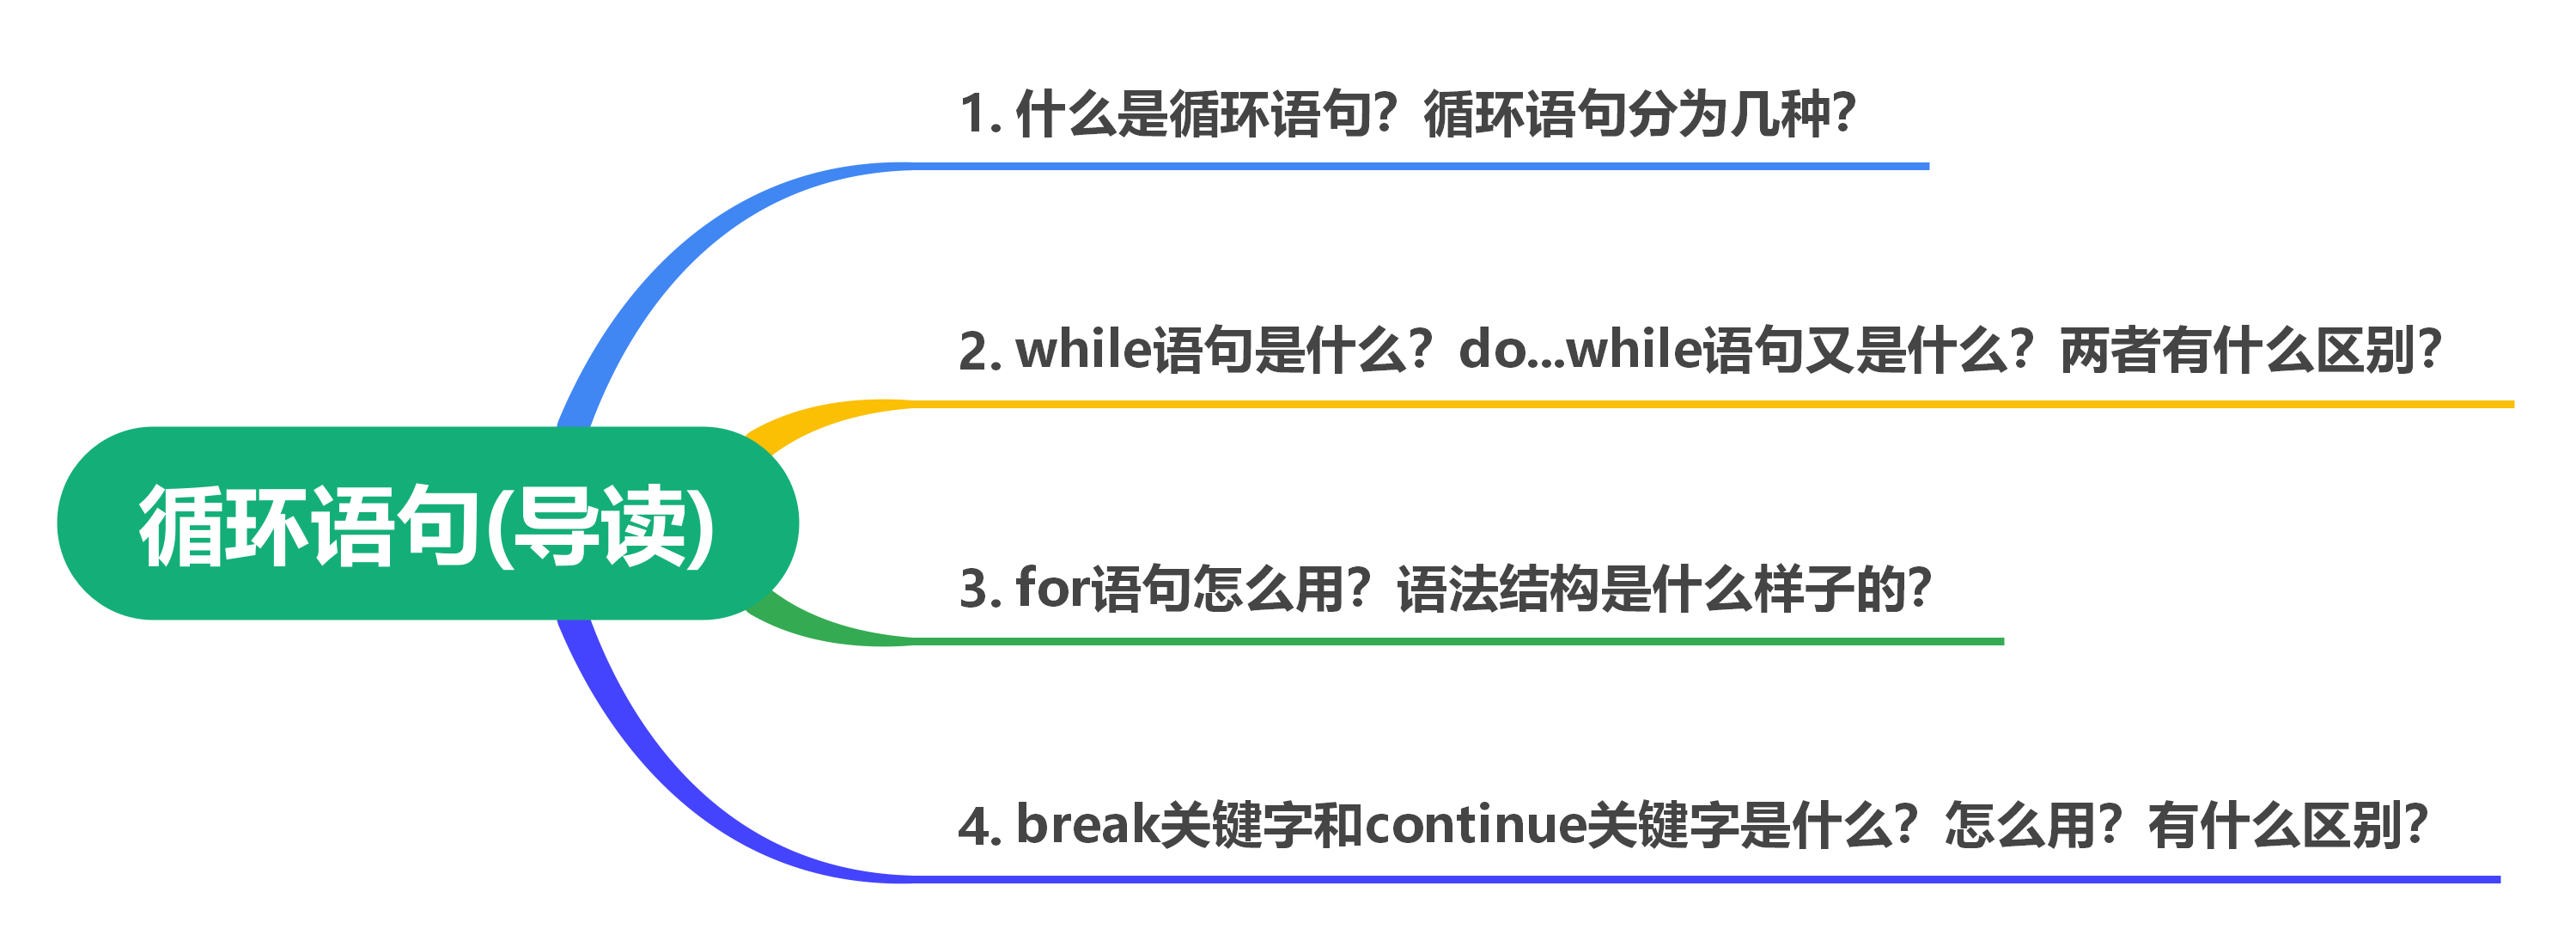 循环语句(导读)
1. 什么是循环语句？循环语句分为几种？
2. while语句是什么？do...while语句又是什么？两者有什么区别？
3. for语句怎么用？语法结构是什么样子的？
4. break关键字和continue关键字是什么？怎么用？有什么区别？